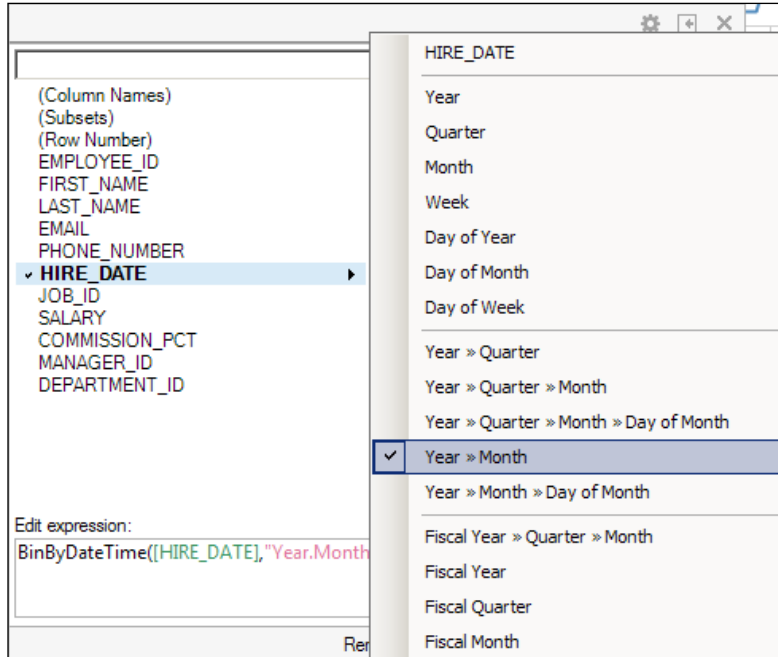 (Column Names)
(Subsets)
(Row Number)
EMPLOYEE_ID
FIRST_NAME
LAST_NAME
EMAIL
PHONE_NUMBER
HIRE_DATE
JOB_ID
SALARY
COMMISSION_PCT
MANAGER_ID
DEPARTMENT_ID
Edit expression:
BinByDateTime([HIRE_DATE],"Year.Month
HIRE_DATE
Year
Quarter
Month
Week
Day of Year
Day of Month
Day of Week
Year » Quarter
Year » Quarter » Month
Year » Quarter » Month » Day of Month
Year » Month
Year » Month » Day of Month
Fiscal Year » Quarter » Month
Fiscal Year
Fiscal Quarter
Fiscal Month